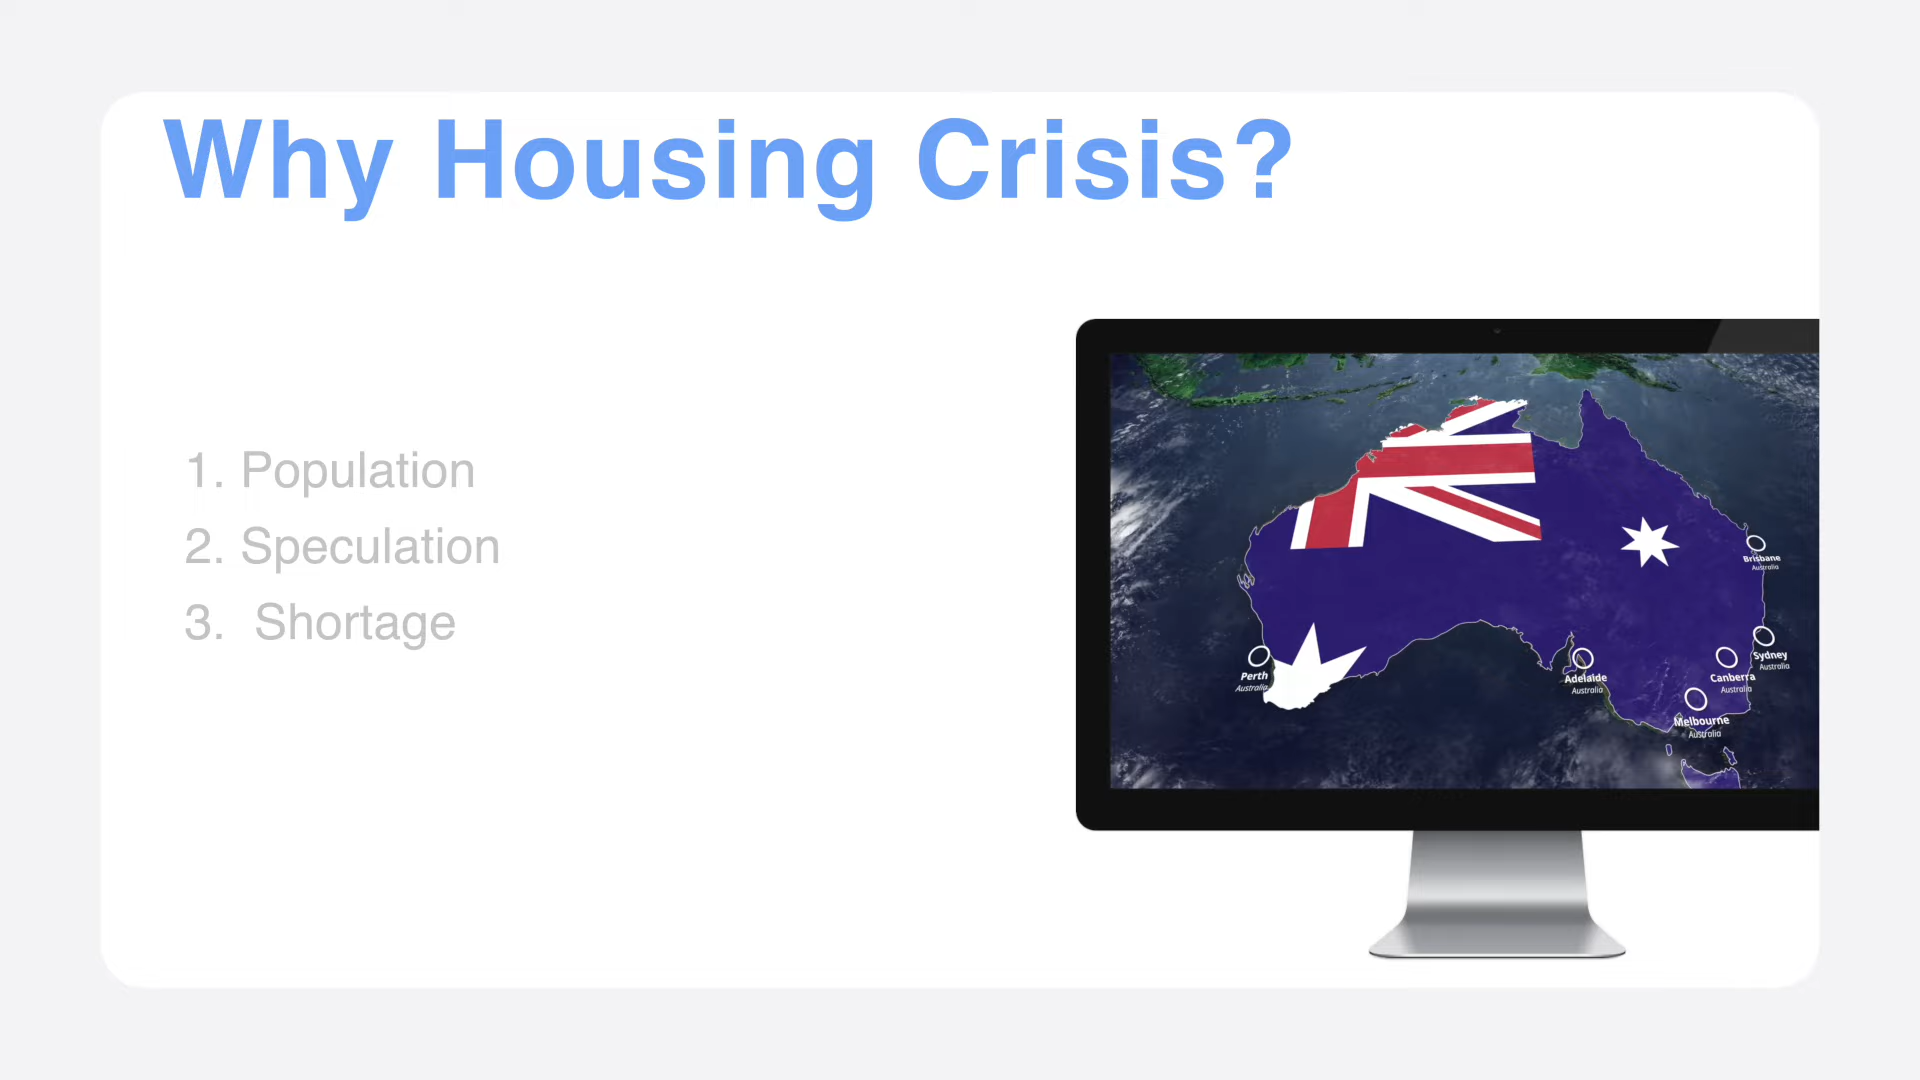 Why Housing Crisis?
1. Population
2. Speculation
3. Shortage
Brisbane
Australia
Sydney
Australia
Perth
Australia
Adelaide
Australia
Canberra
Australia
Melbourne
Australia